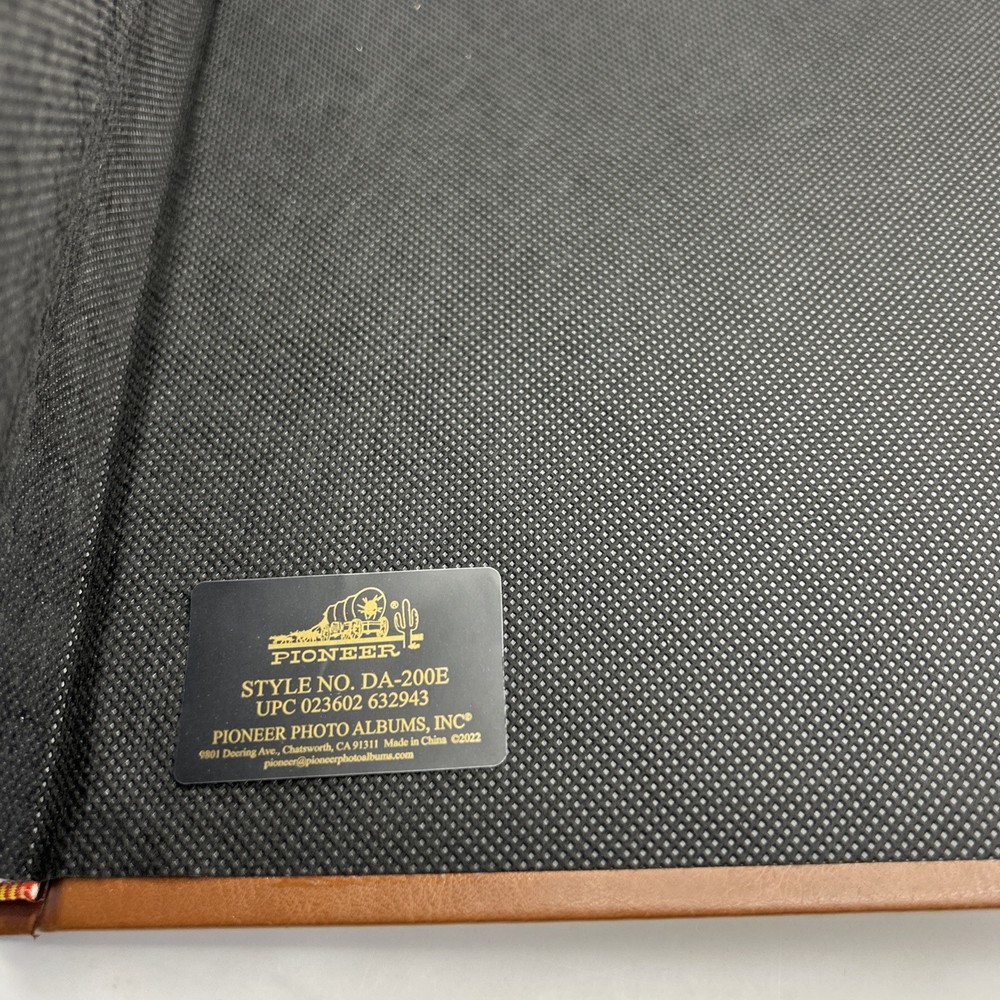 ®
PIONEER
STYLE NO. DA-200E
UPC 023602 632943
PIONEER PHOTO ALBUMS, INC®
9801 Deering Ave., Chatsworth, CA 91311 Made in China ©2022
pioneer@pioneerphotoalbums.com